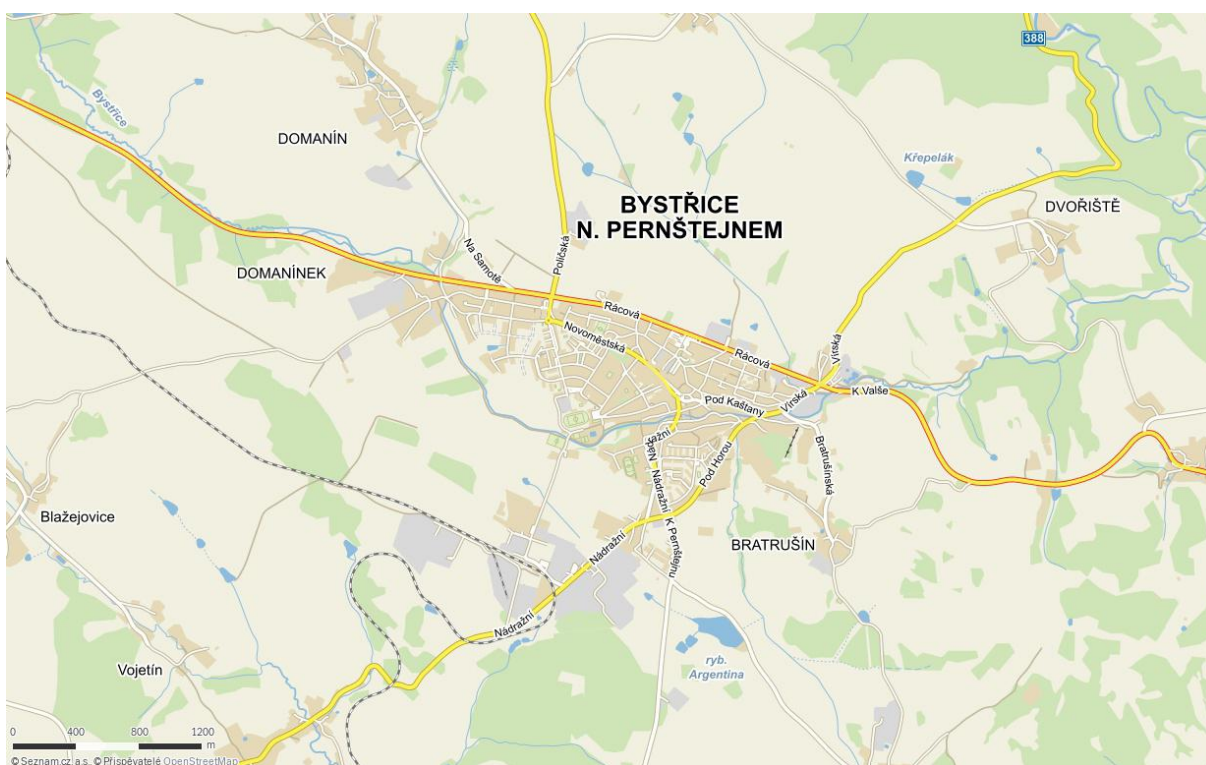 388
Bystřice
DOMANÍN
Křepelák
BYSTŘICE
N. PERNŠTEJNEM
DVOŘIŠTĚ
Poličská
Na Samotě
DOMANÍNEK
Rácová
Novoměstská
Rácová
Vírská
K Valše
Pod Kaštany
Vírská
Nádražní
Pod Horou
Bratrušínská
Nádražní
Blažejovice
K Pernštejnu
Nádražní
BRATRUŠÍN
Nádražní
Vojetín
ryb.
Argentina
0 400 800 1200
m
© Seznam.cz, a.s., © Přispěvatelé OpenStreetMap